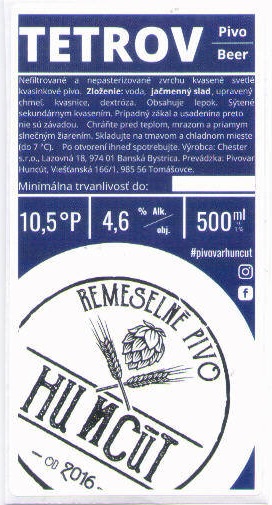 TETROV
Pivo
Beer
Nefiltrované a nepasterizované zvrchu kvasené svetlé
kvasinkové pivo. Zloženie: voda, jačmenný slad, upravený
chmeľ, kvasnice, dextróza. Obsahuje lepok. Sýtené
sekundárnym kvasením. Prípadný zákal a usadenina preto
nie sú závadou. Chráňte pred teplom, mrazom a priamym
slnečným žiarením. Skladujte na tmavom a chladnom mieste
(do 7 °C). Po otvorení ihneď spotrebujte. Výrobca: Chester
s.r.o., Lazovná 18, 974 01 Banská Bystrica. Prevádzka: Pivovar
Huncút, Viešťanská 166/1, 985 56 Tomášovce.
Minimálna trvanlivosť do:
10,5°P
4,6 % Alk./obj.
500 ml
#pivovarhuncut
REMESELNÉ PIVO
HUNCÚT
- OD 2016 -